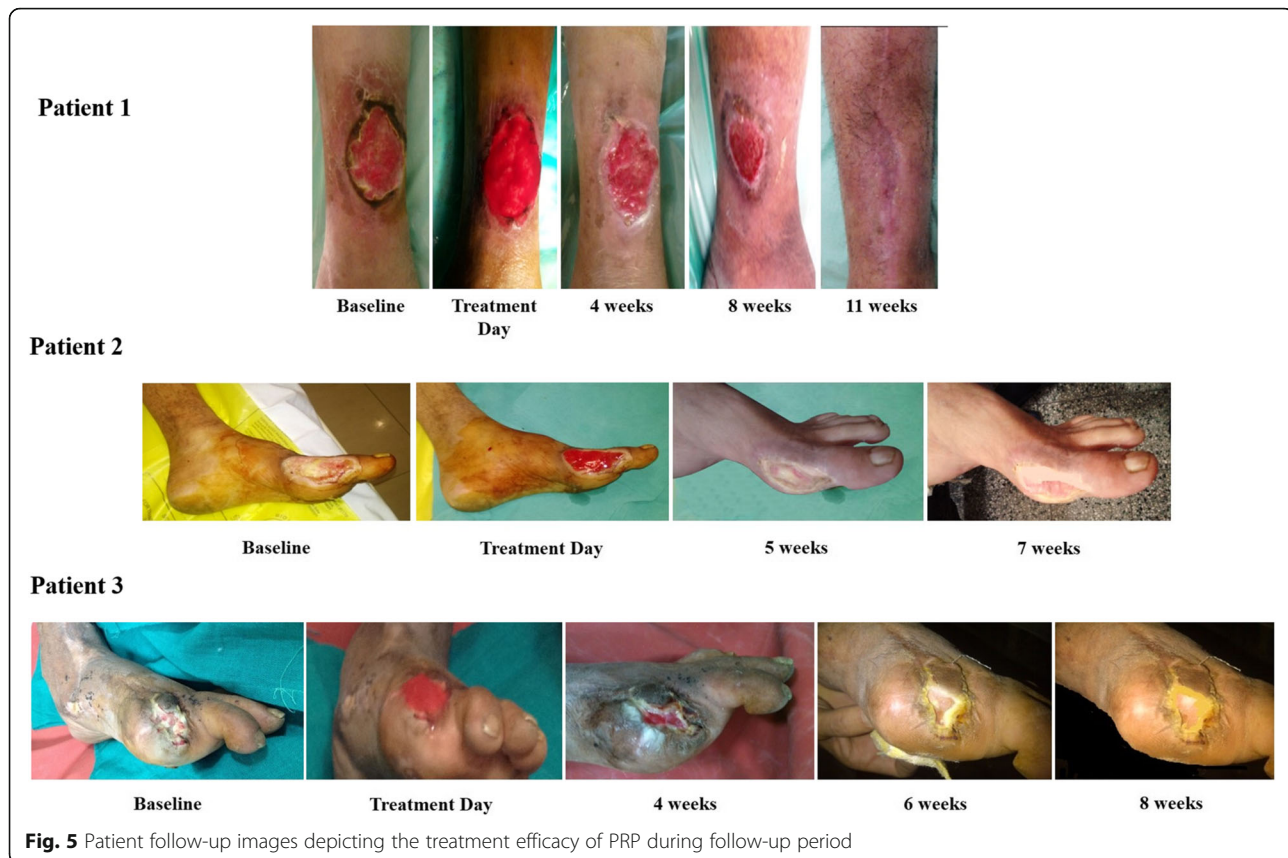 Patient 1
Baseline
Treatment Day
4 weeks
8 weeks
11 weeks
Patient 2
Baseline
Treatment Day
5 weeks
7 weeks
Patient 3
Baseline
Treatment Day
4 weeks
6 weeks
8 weeks
Fig. 5 Patient follow-up images depicting the treatment efficacy of PRP during follow-up period